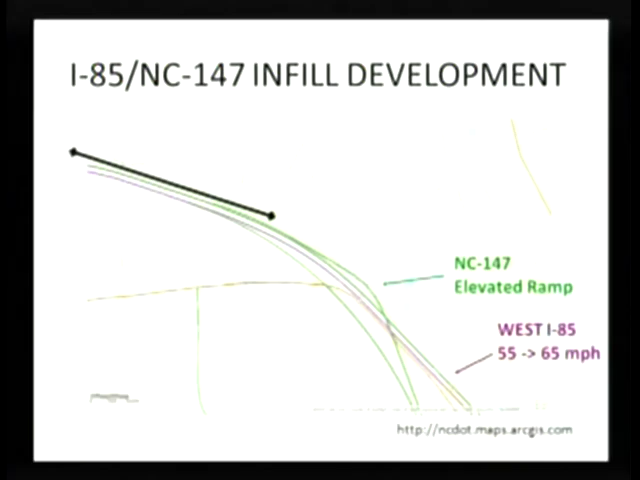 I-85/NC-147 INFILL DEVELOPMENT
NC-147
Elevated Ramp
WEST I-85
55 -> 65 mph
http://ncdot.maps.arcgis.com